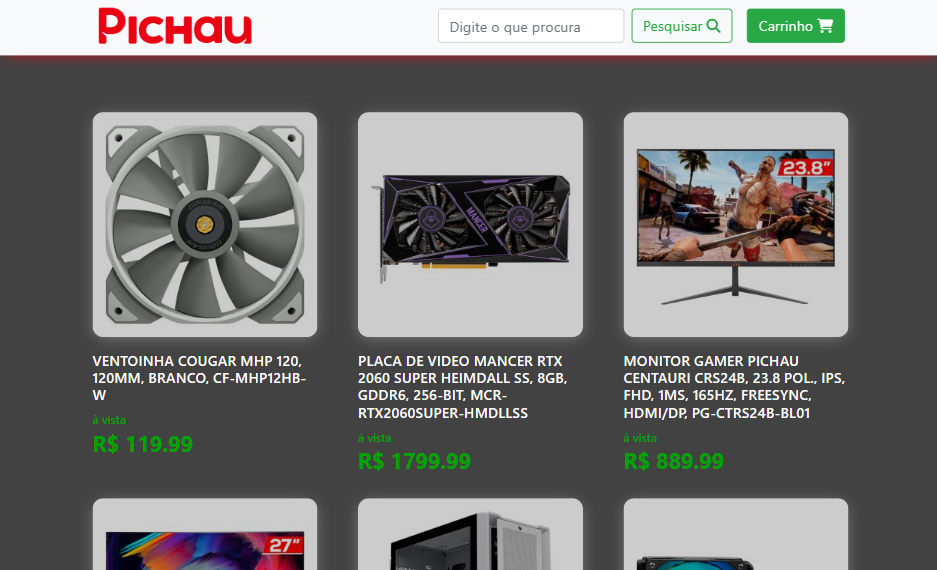 PICHAU
Digite o que procura
Pesquisar
Carrinho
MANCER
23.8"
VENTOINHA COUGAR MHP 120,
120MM, BRANCO, CF-MHP12HB-
W
PLACA DE VIDEO MANCER RTX
2060 SUPER HEIMDALL SS, 8GB,
GDDR6, 256-BIT, MCR-
RTX2060SUPER-HMDLLSS
MONITOR GAMER PICHAU
CENTAURI CRS24B, 23.8 POL., IPS,
FHD, 1MS, 165HZ, FREESYNC,
HDMI/DP, PG-CTRS24B-BL01
à vista
R$ 119.99
à vista
R$ 1799.99
à vista
R$ 889.99
27"